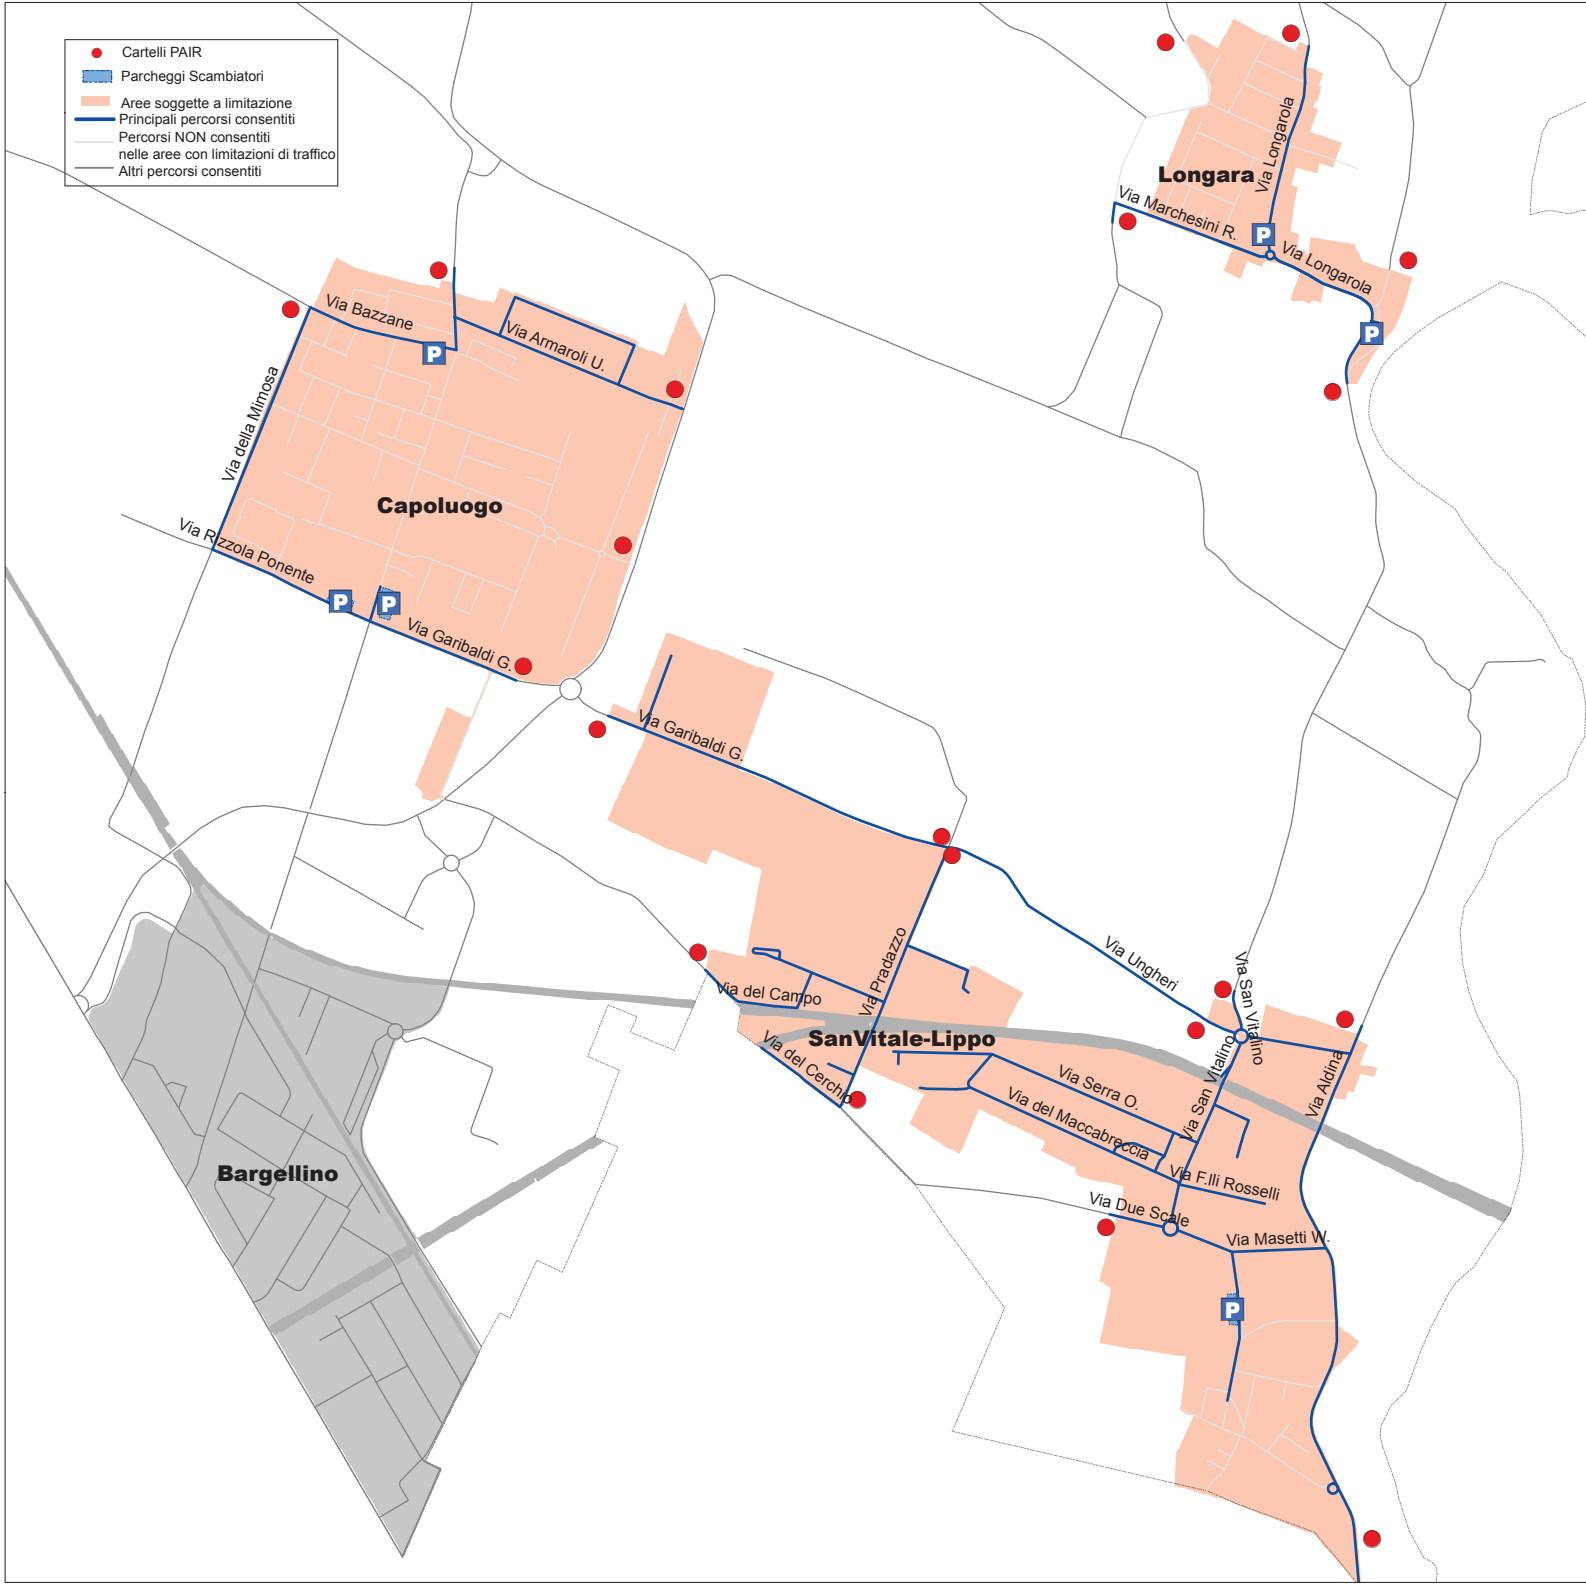 Cartelli PAIR
Parcheggi Scambiatori
Aree soggette a limitazione
Principali percorsi consentiti
Percorsi NON consentiti
nelle aree con limitazioni di traffico
Altri percorsi consentiti
Via Longarola
Longara
Via Marchesini R.
P
Via Longarola
P
Via Bazzane
P
Via Armaroli U.
Via della Mimosa
Capoluogo
Via Rizzola Ponente
P
P
Via Garibaldi G.
Via Garibaldi G.
Via Pradazzo
Via Ungheri
Via San Vitalino
Via del Campo
SanVitale-Lippo
Via del Cerchio
Via San Vitalino
Via Aldina
Via Serra O.
Via del Maccabreccia
Via F.lli Rosselli
Bargellino
Via Due Scale
Via Masetti W.
P